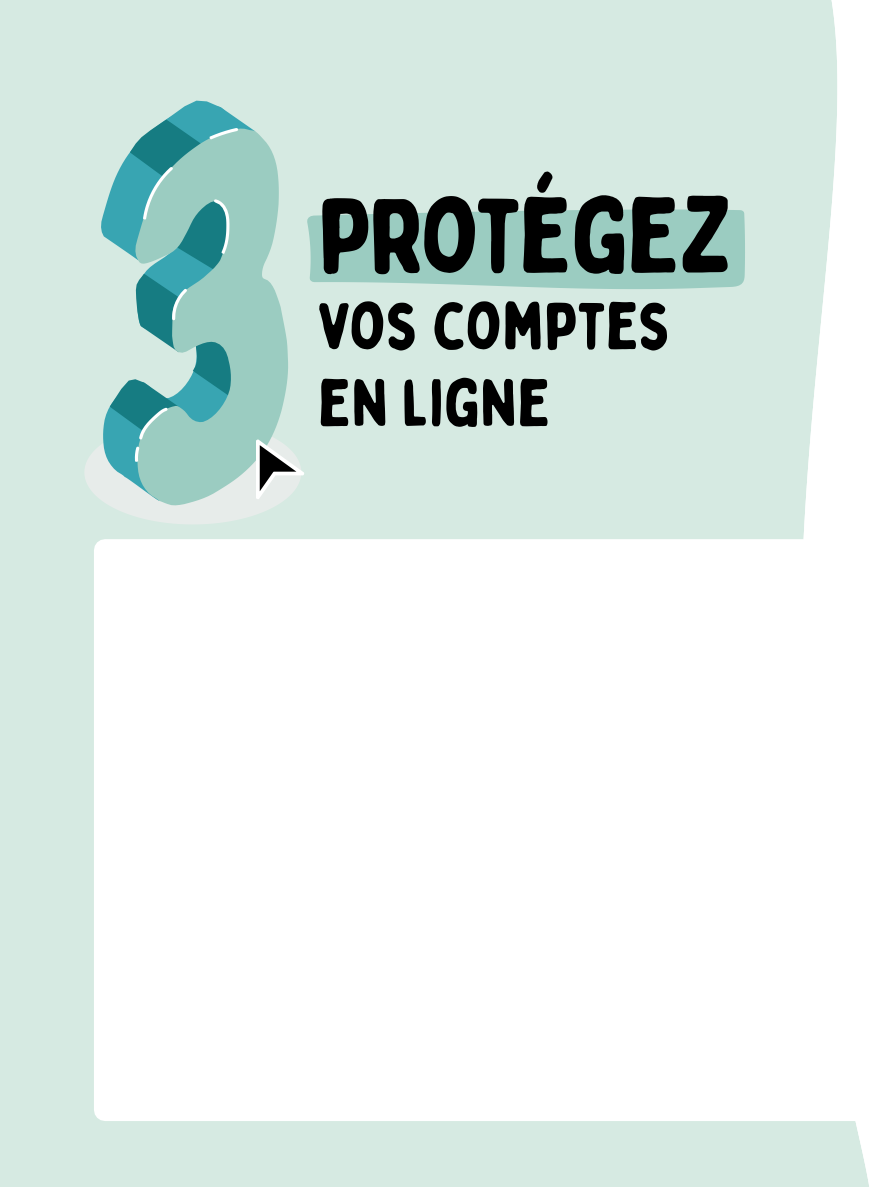 3
PROTÉGEZ
VOS COMPTES
EN LIGNE